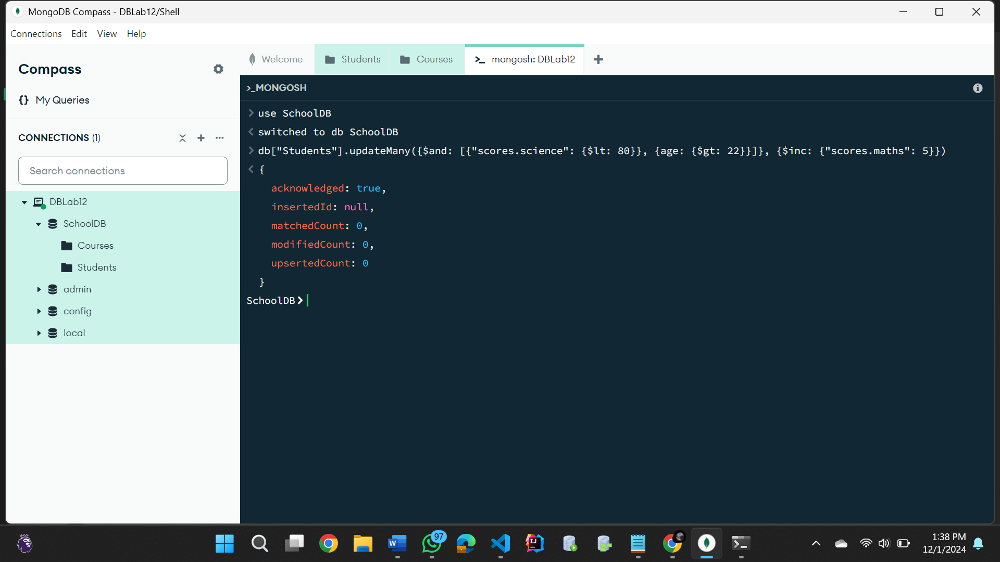 MongoDB Compass - DBLab12/Shell
Connections Edit View Help
Compass
{} My Queries
CONNECTIONS (1)
Search connections
DBLab12
SchoolDB
Courses
Students
admin
config
local
Welcome Students Courses >_ mongosh: DBLab12
>_MONGOSH
> use SchoolDB
< switched to db SchoolDB
> db["Students"].updateMany({$and: [{"scores.science": {$lt: 80}}, {age: {$gt: 22}}]}, {$inc: {"scores.maths": 5}})
< {
acknowledged: true,
insertedId: null,
matchedCount: 0,
modifiedCount: 0,
upsertedCount: 0
}
SchoolDB>
97
1:38 PM
12/1/2024